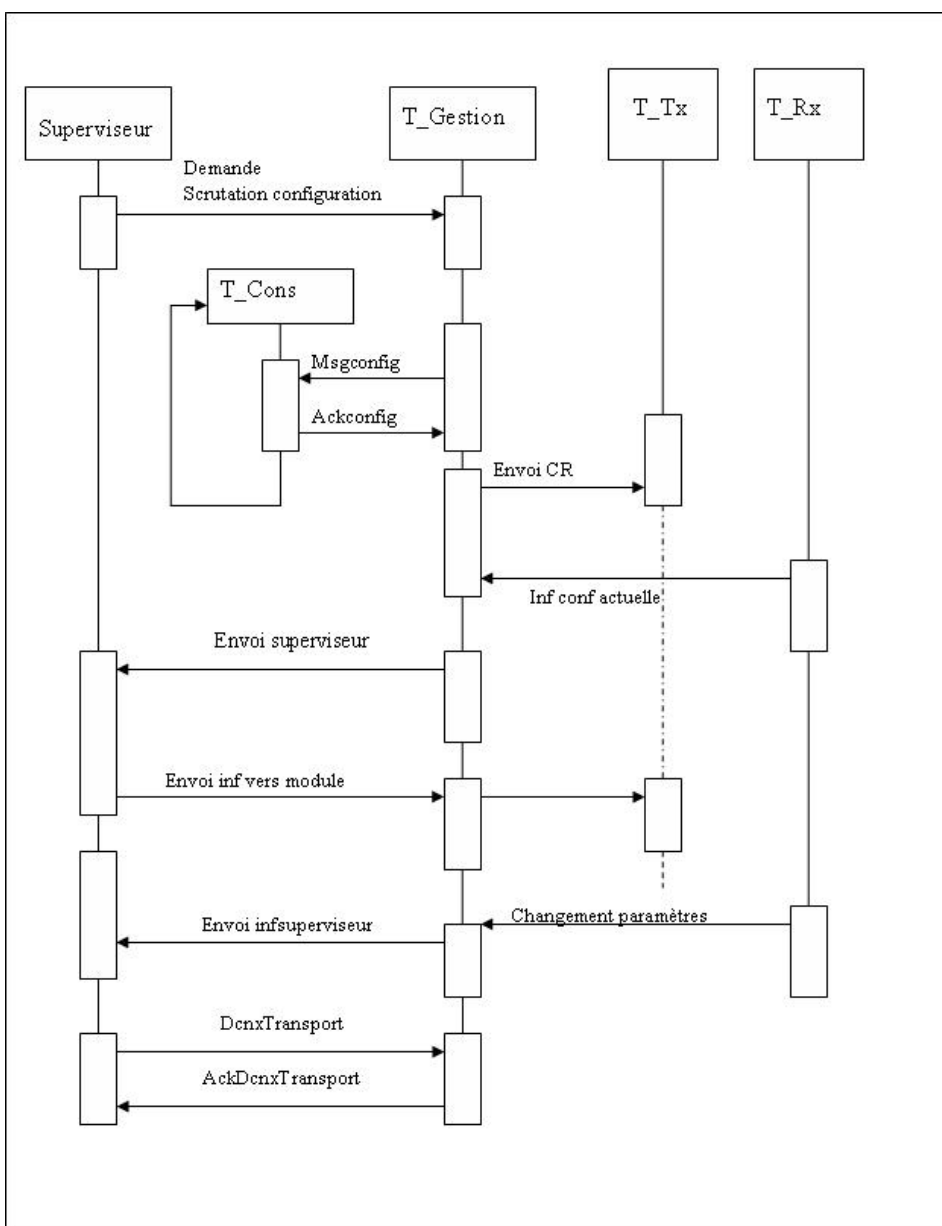 Superviseur
T_Gestion
T_Tx
T_Rx
Demande
Scrutation configuration
T_Cons
Msgconfig
Ackconfig
Envoi CR
Inf conf actuelle
Envoi superviseur
Envoi inf vers module
Changement paramètres
Envoi infsuperviseur
DcnxTransport
AckDcnxTransport